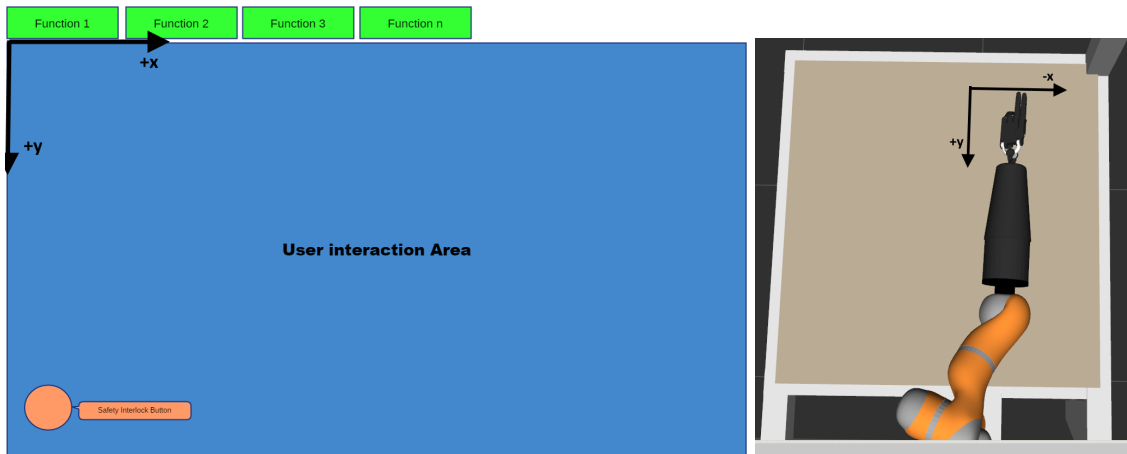 Function 1
Function 2
Function 3
Function n
+x
+y
User interaction Area
Safety Interlock Button
-x
+y